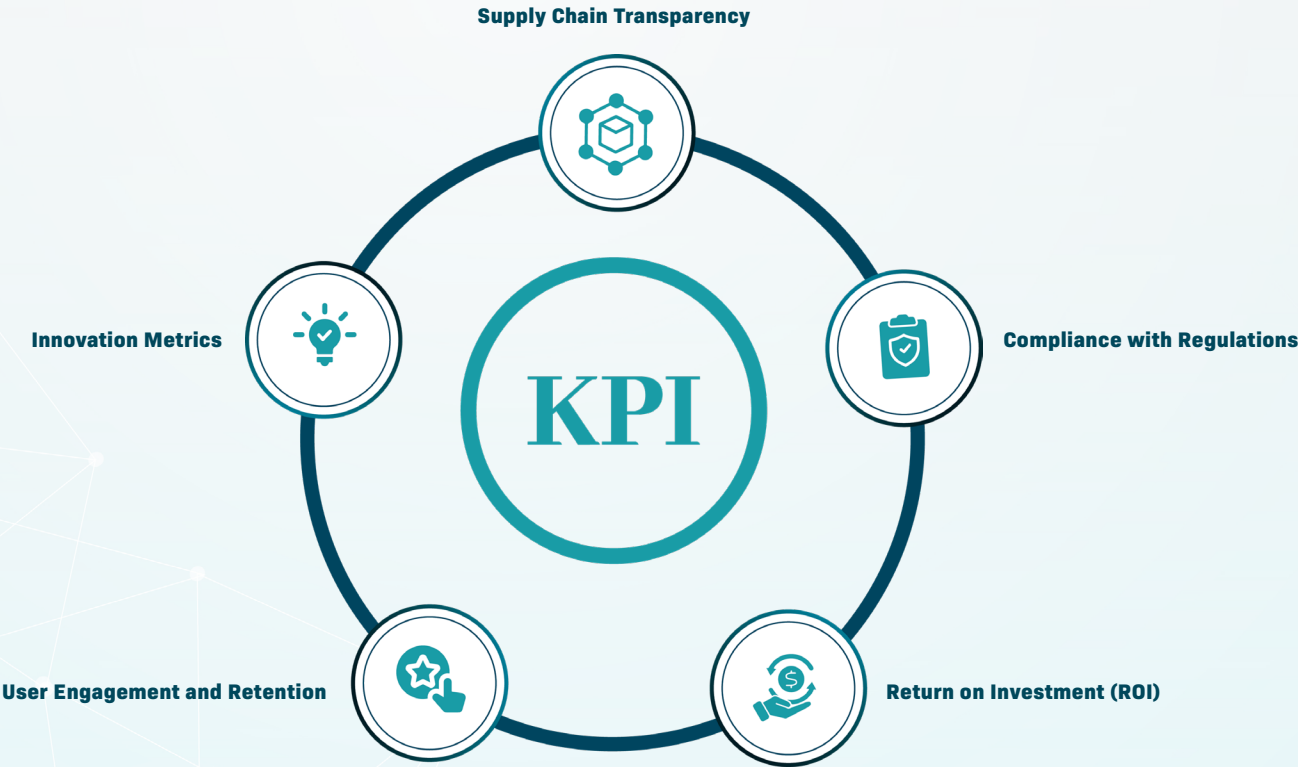 Supply Chain Transparency
Innovation Metrics
Compliance with Regulations
KPI
User Engagement and Retention
$
Return on Investment (ROI)